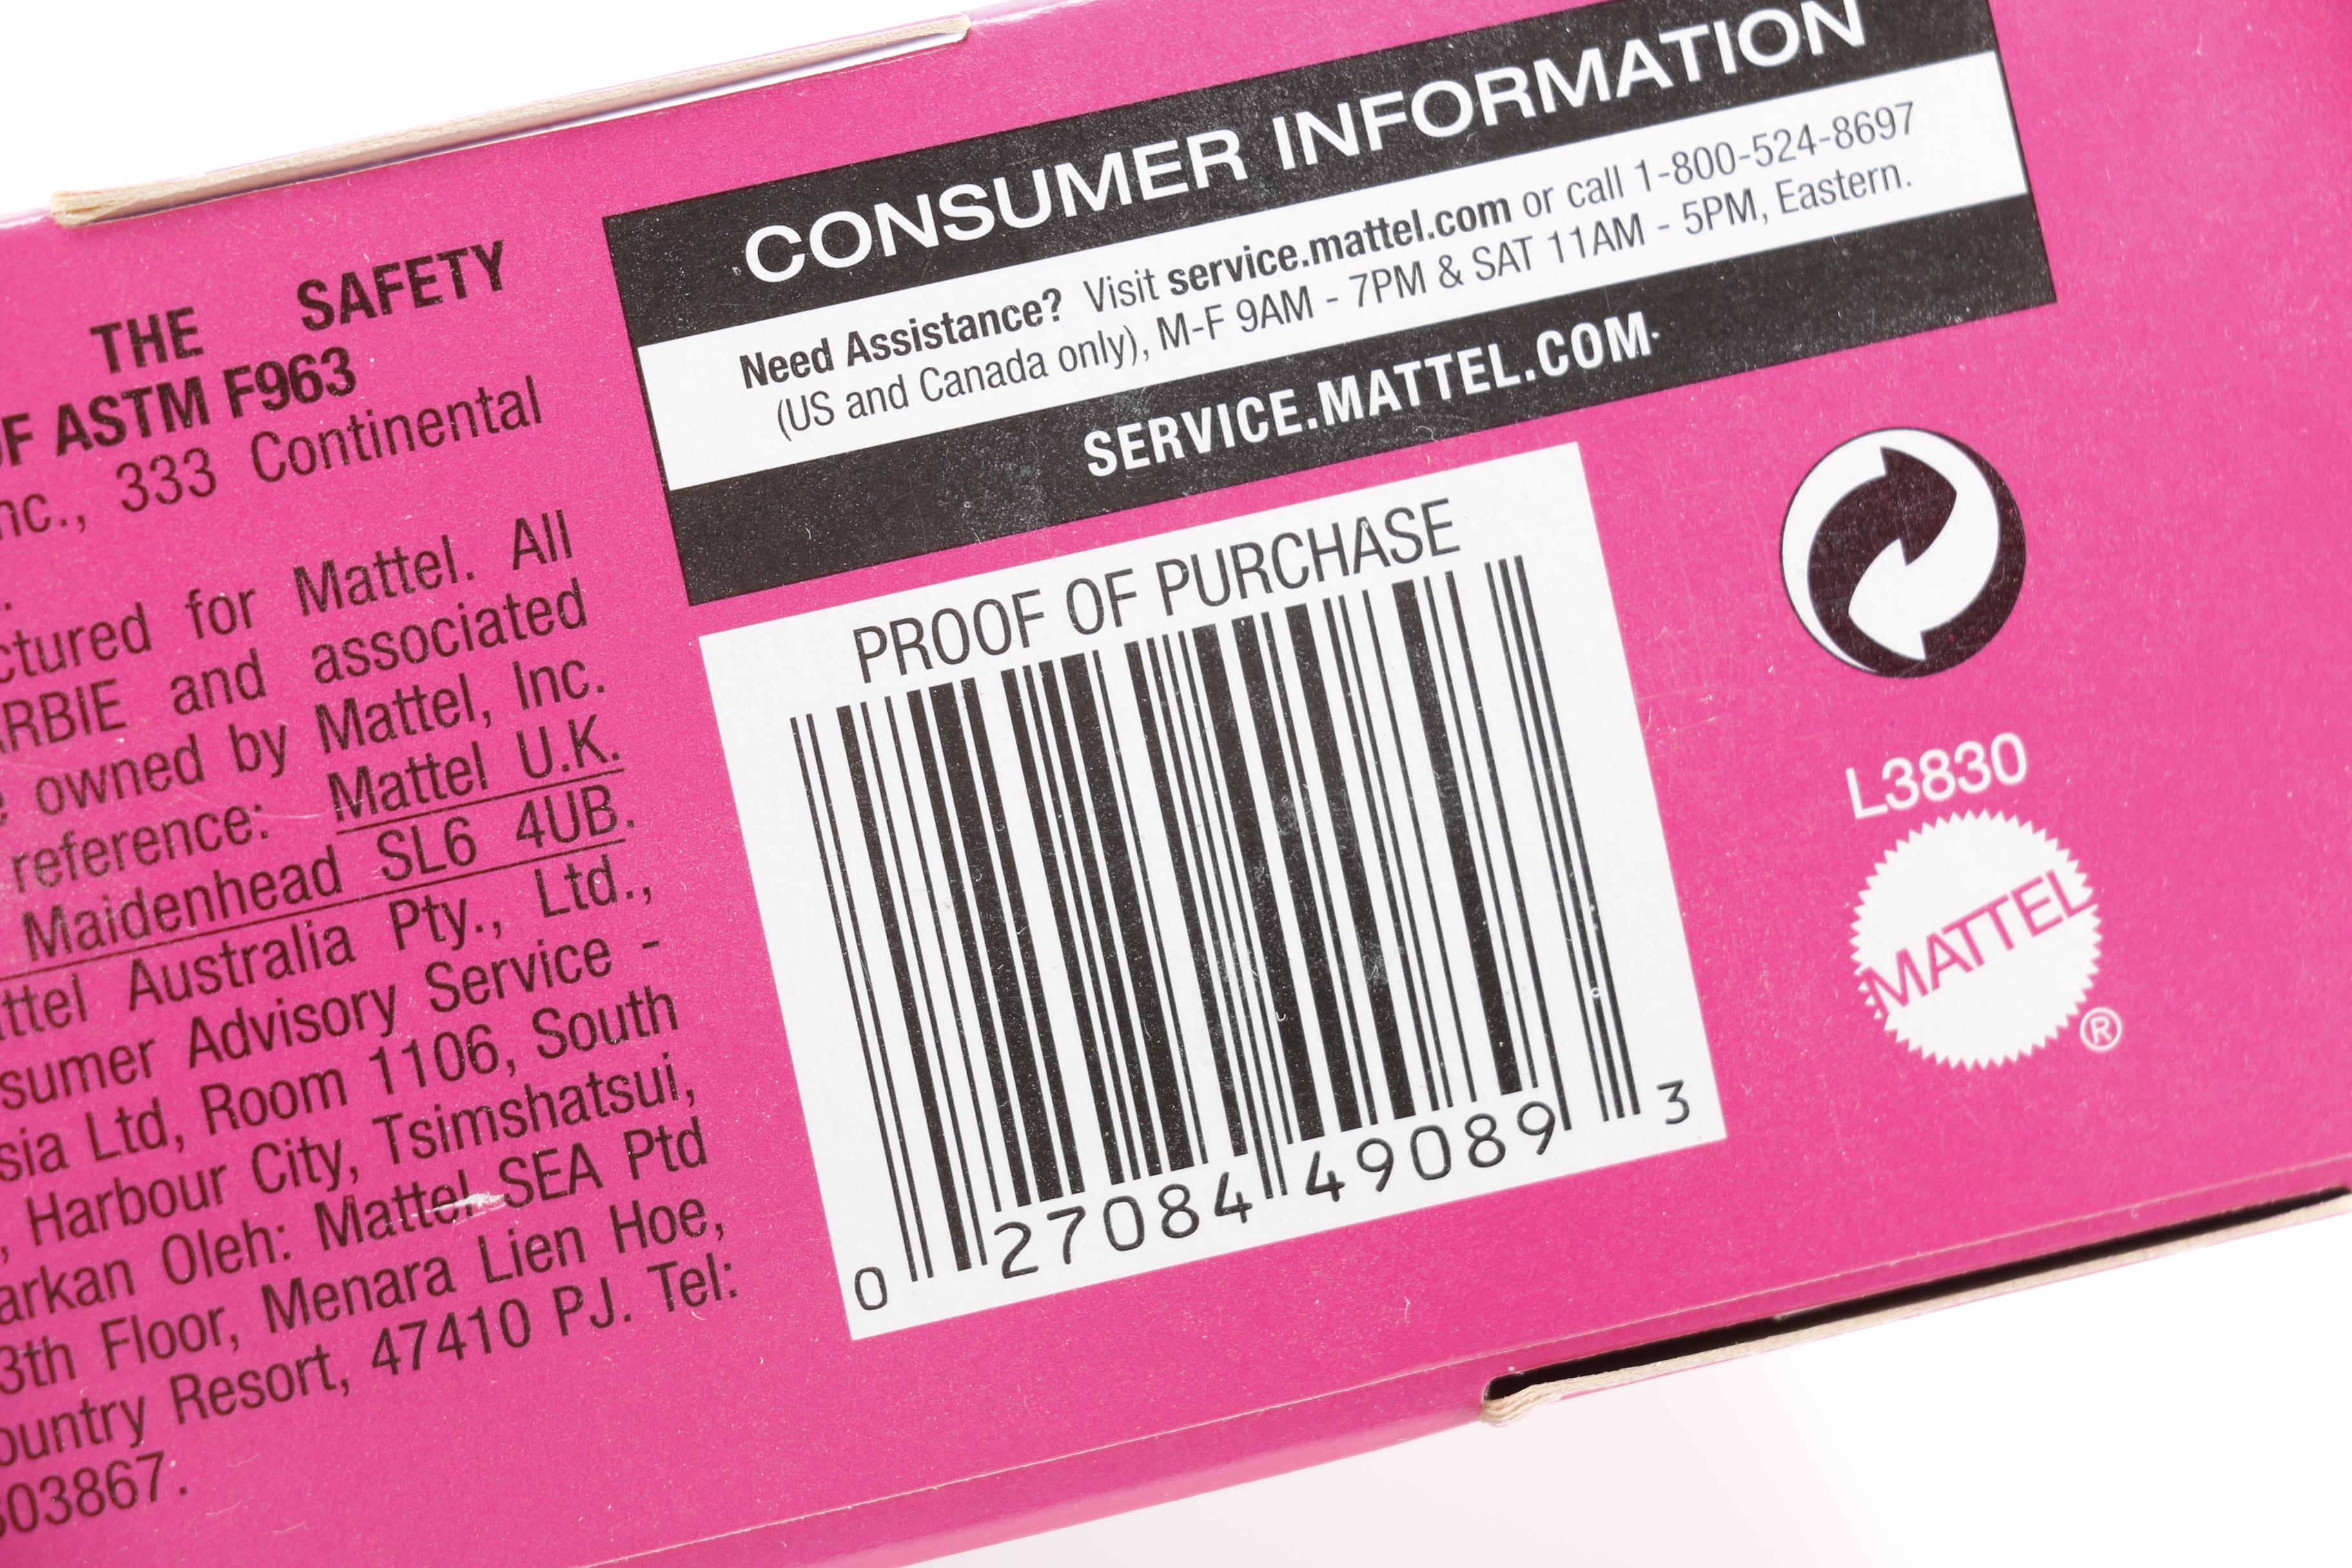 THE SAFETY
OF ASTM F963
Inc., 333 Continental
ctured for Mattel. All
ARBIE and associated
e owned by Mattel, Inc.
reference: Mattel U.K.
Maidenhead SL6 4UB.
ttel Australia Pty., Ltd.,
sumer Advisory Service -
sia Ltd, Room 1106, South
, Harbour City, Tsimshatsui,
arkan Oleh: Mattel SEA Ptd
3th Floor, Menara Lien Hoe,
ountry Resort, 47410 PJ. Tel:
303867.
CONSUMER INFORMATION
Need Assistance? Visit service.mattel.com or call 1-800-524-8697
(US and Canada only), M-F 9AM - 7PM & SAT 11AM - 5PM, Eastern.
SERVICE.MATTEL.COM.
PROOF OF PURCHASE
0 27084 49089 3
L3830
MATTEL
®